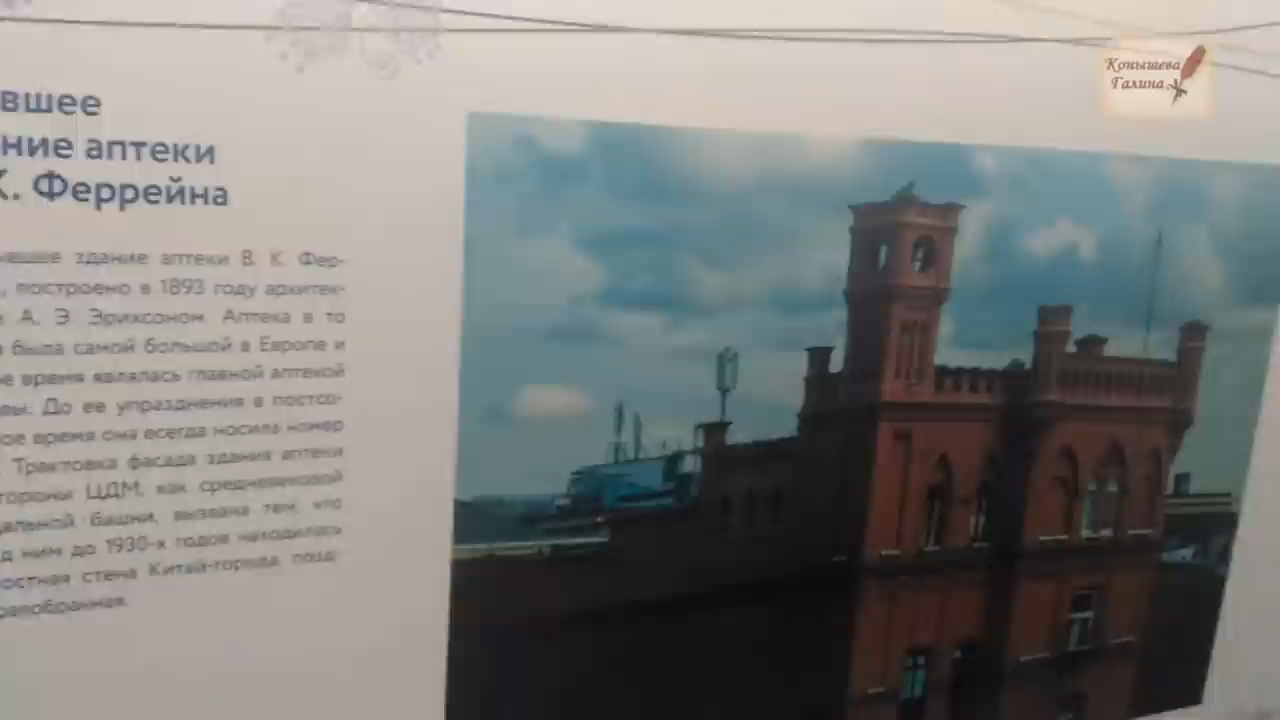 вшее
ние аптеки
К. Феррейна
здание аптеки В. К. Фер-
, построено в 1893 году архитек-
А. Э. Эрихсоном. Аптека в то
была самой большой в Европе и
е время являлась главной аптекой
вы. До ее упразднения в постсо-
ое время она всегда носила номер
. Трактовка фасада здания аптеки
тороны ЦДМ, как средневековой
альной башни, вызвана тем, что
д ним до 1930-х годов находилась
остная стена Китай-города, позд-
разобранная.
Конышева
Галина